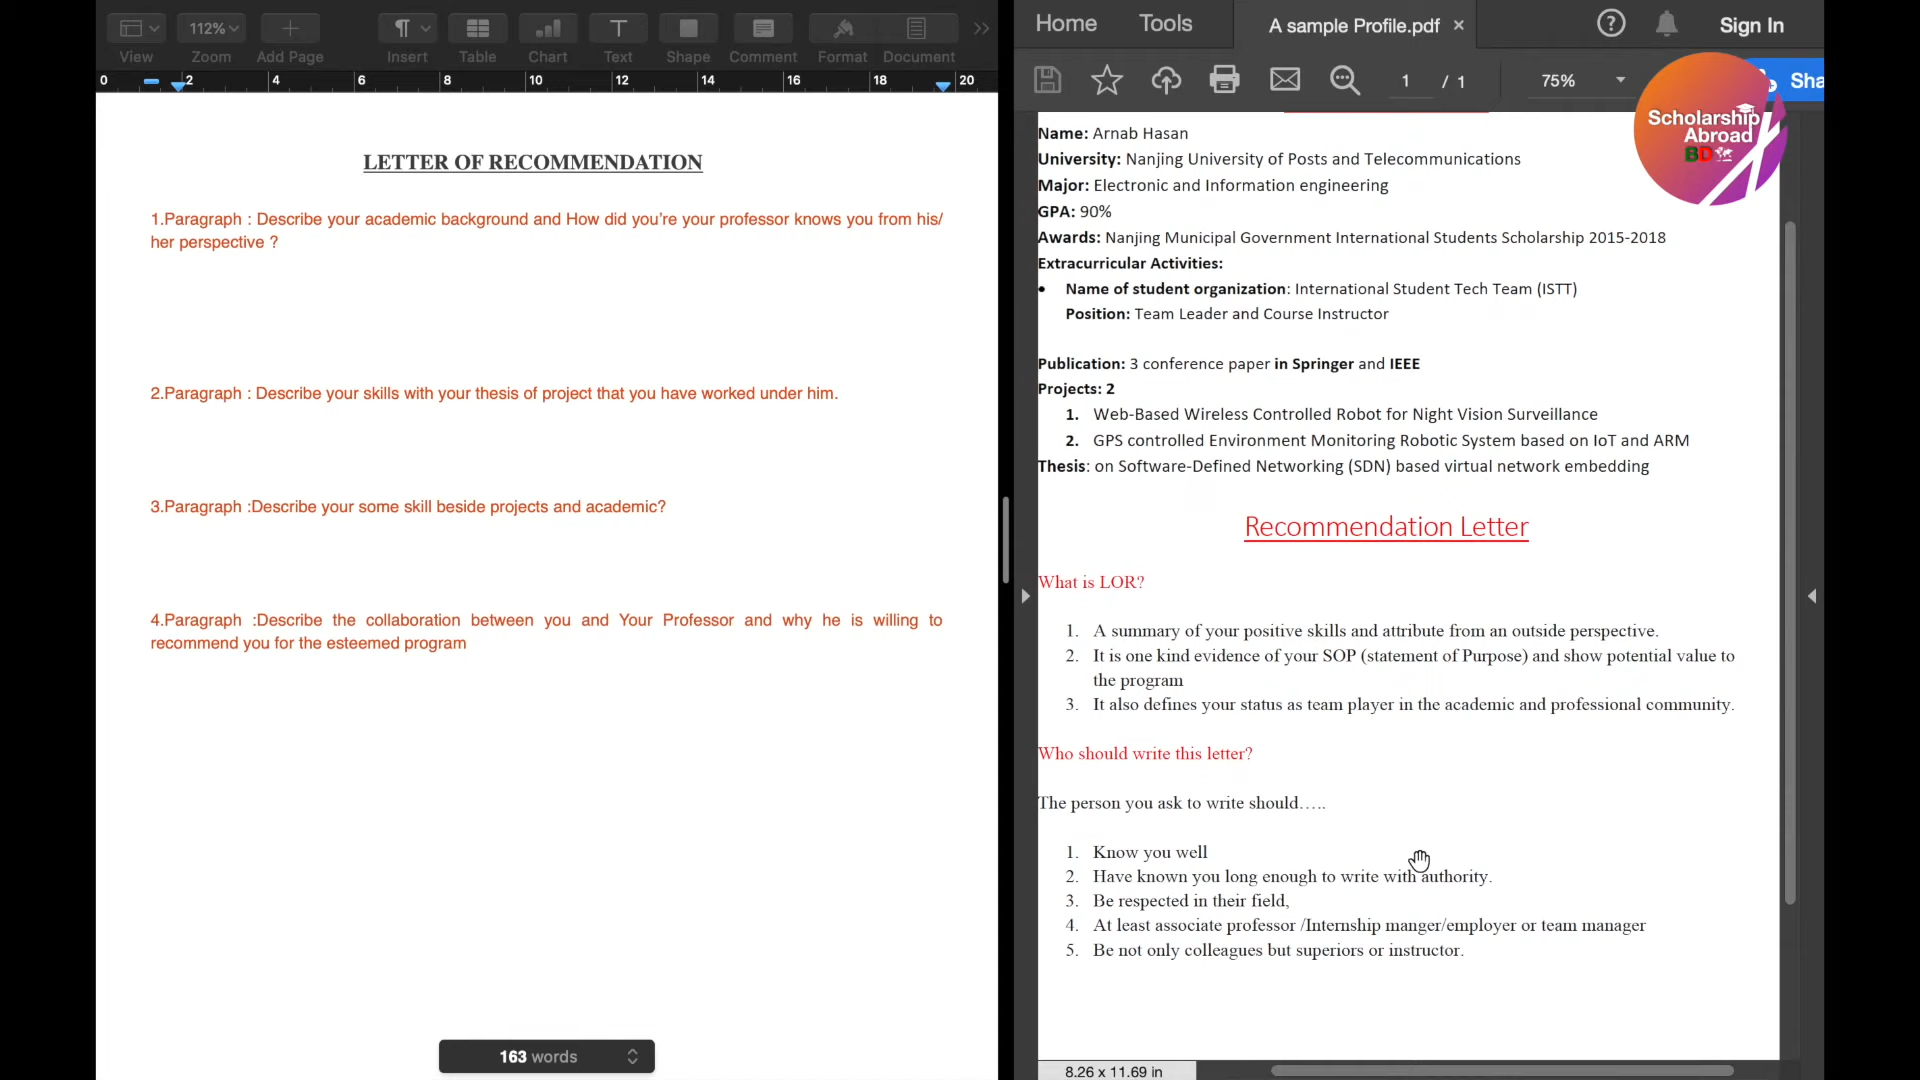 112%
View
Zoom
Add Page
Insert
Table
Chart
Text
Shape
Comment
Format
Document
0 2 4 6 8 10 12 14 16 18 20
LETTER OF RECOMMENDATION
1.Paragraph : Describe your academic background and How did you're your professor knows you from his/
her perspective ?
2.Paragraph : Describe your skills with your thesis of project that you have worked under him.
3.Paragraph :Describe your some skill beside projects and academic?
4.Paragraph :Describe the collaboration between you and Your Professor and why he is willing to
recommend you for the esteemed program
163 words
Home
Tools
A sample Profile.pdf ×
Sign In
1 / 1
75%
Sha
Scholarship
Abroad
BD
Name: Arnab Hasan
University: Nanjing University of Posts and Telecommunications
Major: Electronic and Information engineering
GPA: 90%
Awards: Nanjing Municipal Government International Students Scholarship 2015-2018
Extracurricular Activities:
• Name of student organization: International Student Tech Team (ISTT)
Position: Team Leader and Course Instructor
Publication: 3 conference paper in Springer and IEEE
Projects: 2
1. Web-Based Wireless Controlled Robot for Night Vision Surveillance
2. GPS controlled Environment Monitoring Robotic System based on IoT and ARM
Thesis: on Software-Defined Networking (SDN) based virtual network embedding
Recommendation Letter
What is LOR?
1. A summary of your positive skills and attribute from an outside perspective.
2. It is one kind evidence of your SOP (statement of Purpose) and show potential value to
the program
3. It also defines your status as team player in the academic and professional community.
Who should write this letter?
The person you ask to write should…..
1. Know you well
2. Have known you long enough to write with authority.
3. Be respected in their field,
4. At least associate professor /Internship manger/employer or team manager
5. Be not only colleagues but superiors or instructor.
8.26 x 11.69 in